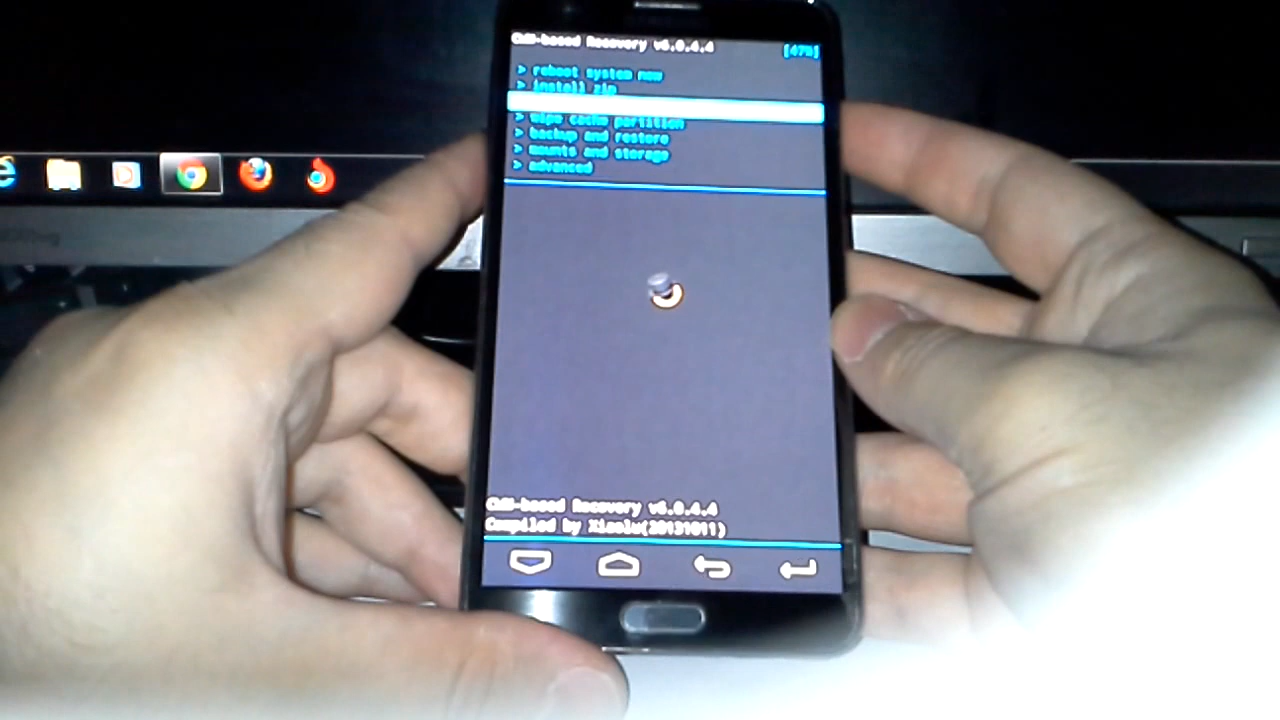 CWM-based Recovery v6.0.4.4
[47%]
> reboot system now
> install zip
> wipe cache partition
> backup and restore
> mounts and storage
> advanced
CWM-based Recovery v6.0.4.4
Compiled by Xiaolu(20131011)